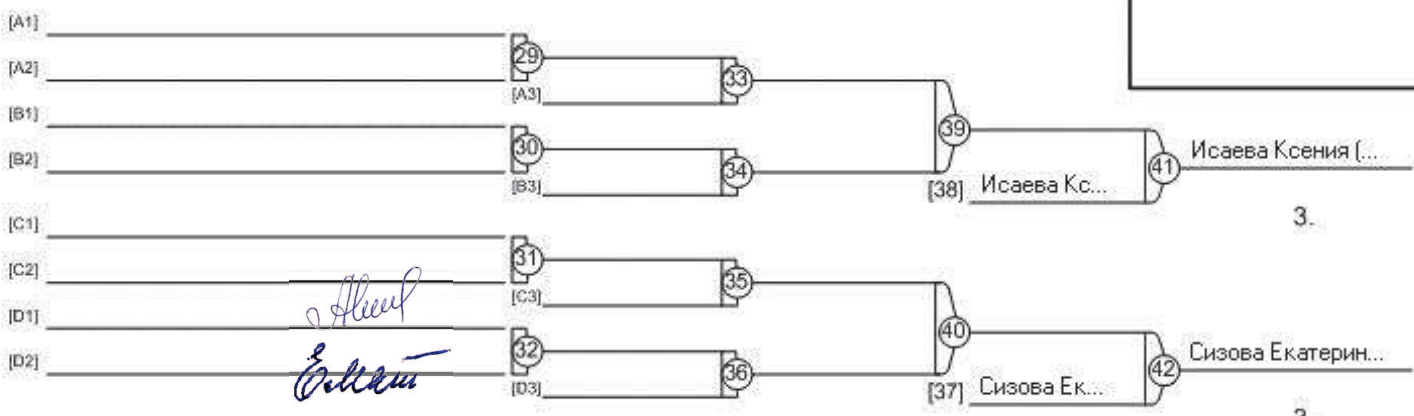 [A1]
29
[A2]
33
[A3]
[B1]
39
30
Исаева Ксения (...
[B2]
34
41
[B3]
[38] Исаева Кс...
3.
[C1]
31
[C2]
35
[C3]
[D1]
40
32
Сизова Екатерин...
[D2]
36
42
[D3]
[37] Сизова Ек...